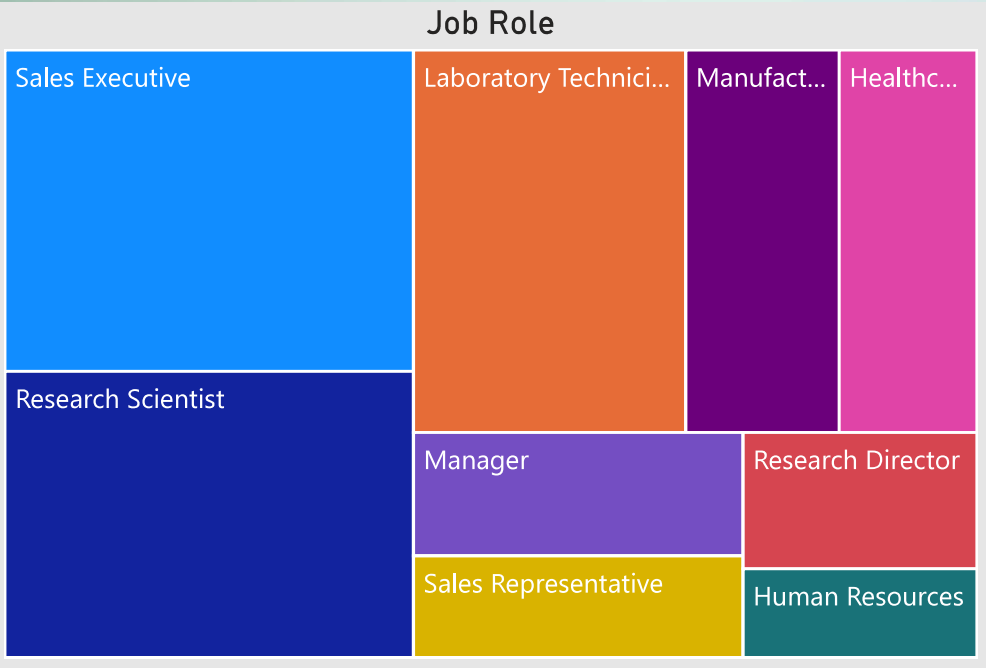 Job Role
Sales Executive
Laboratory Technici...
Manufact...
Healthc...
Research Scientist
Manager
Research Director
Sales Representative
Human Resources